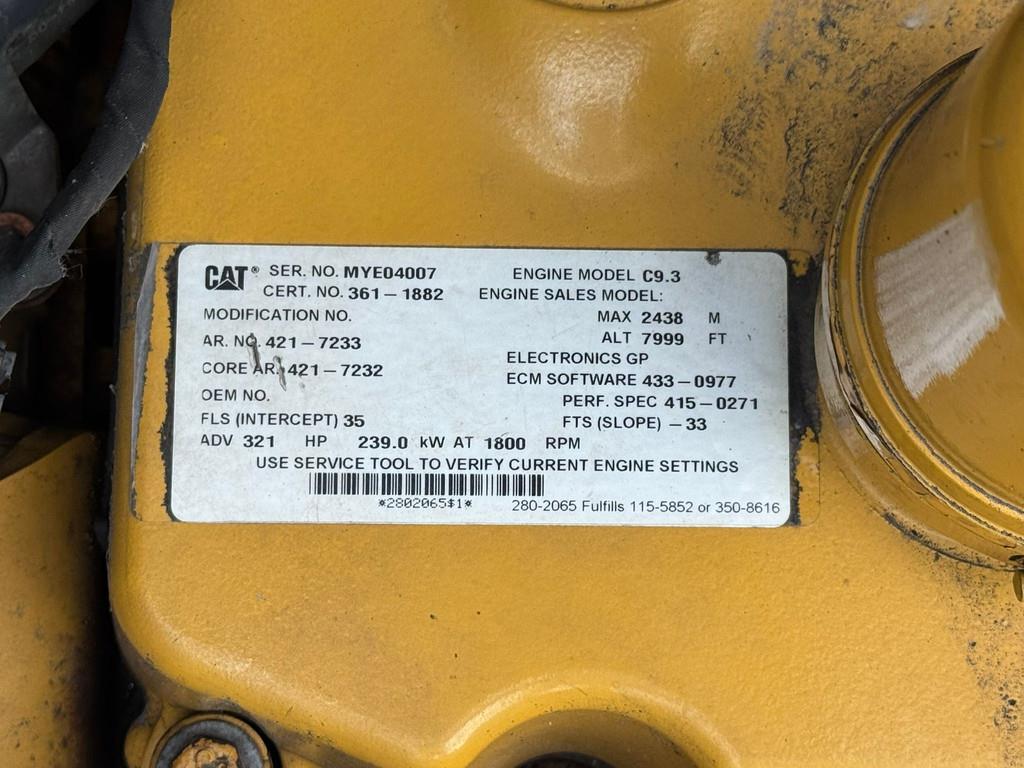 CAT® SER. NO. MYE04007 ENGINE MODEL C9.3
CERT. NO. 361-1882 ENGINE SALES MODEL:
MODIFICATION NO. MAX 2438 M
AR. NO. 421-7233 ALT 7999 FT
CORE AR. 421-7232 ELECTRONICS GP
ECM SOFTWARE 433-0977
OEM NO. PERF. SPEC 415-0271
FLS (INTERCEPT) 35 FTS (SLOPE) -33
ADV 321 HP 239.0 kW AT 1800 RPM
USE SERVICE TOOL TO VERIFY CURRENT ENGINE SETTINGS
*2802065$1* 280-2065 Fulfills 115-5852 or 350-8616